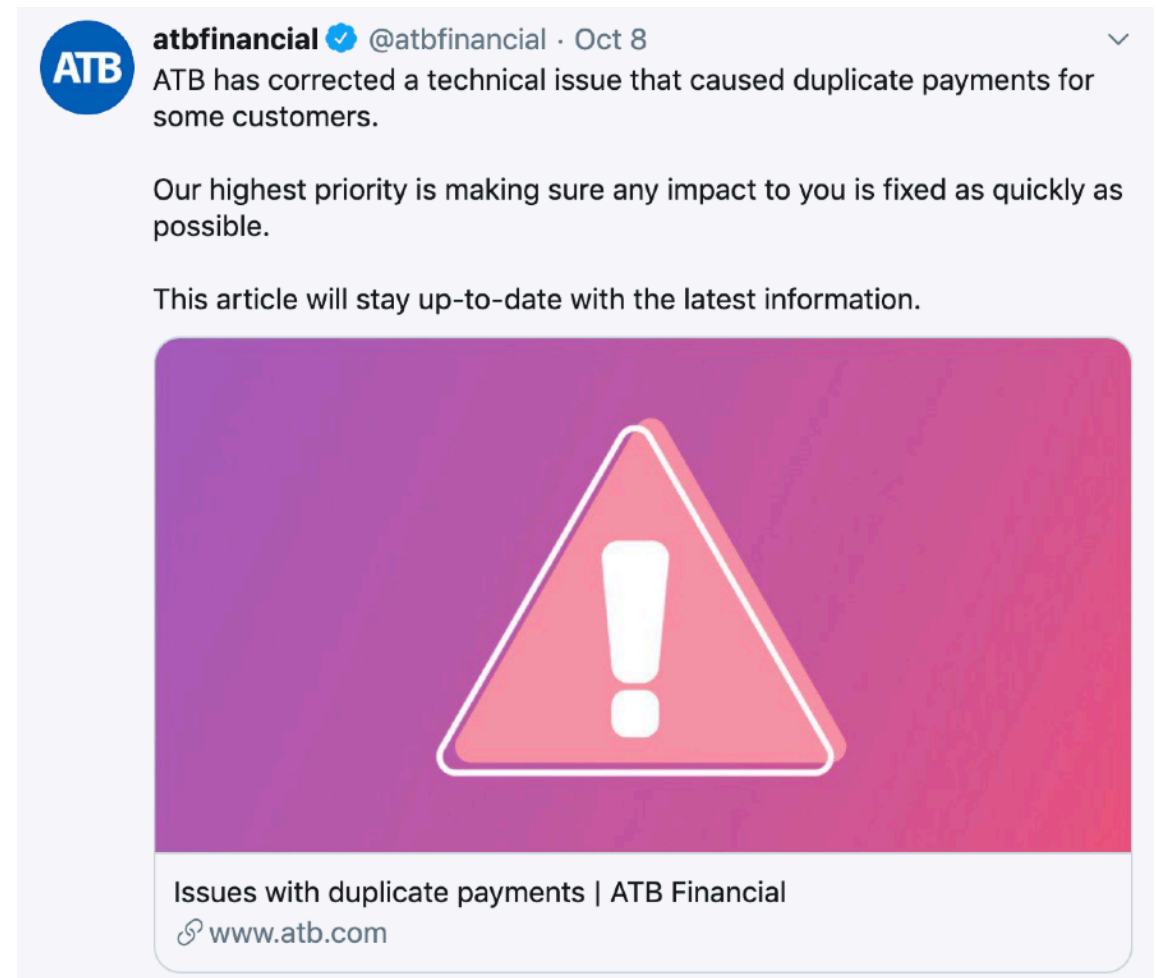 ATB
atbfinancial @atbfinancial · Oct 8
ATB has corrected a technical issue that caused duplicate payments for
some customers.
Our highest priority is making sure any impact to you is fixed as quickly as
possible.
This article will stay up-to-date with the latest information.
!
Issues with duplicate payments | ATB Financial
www.atb.com